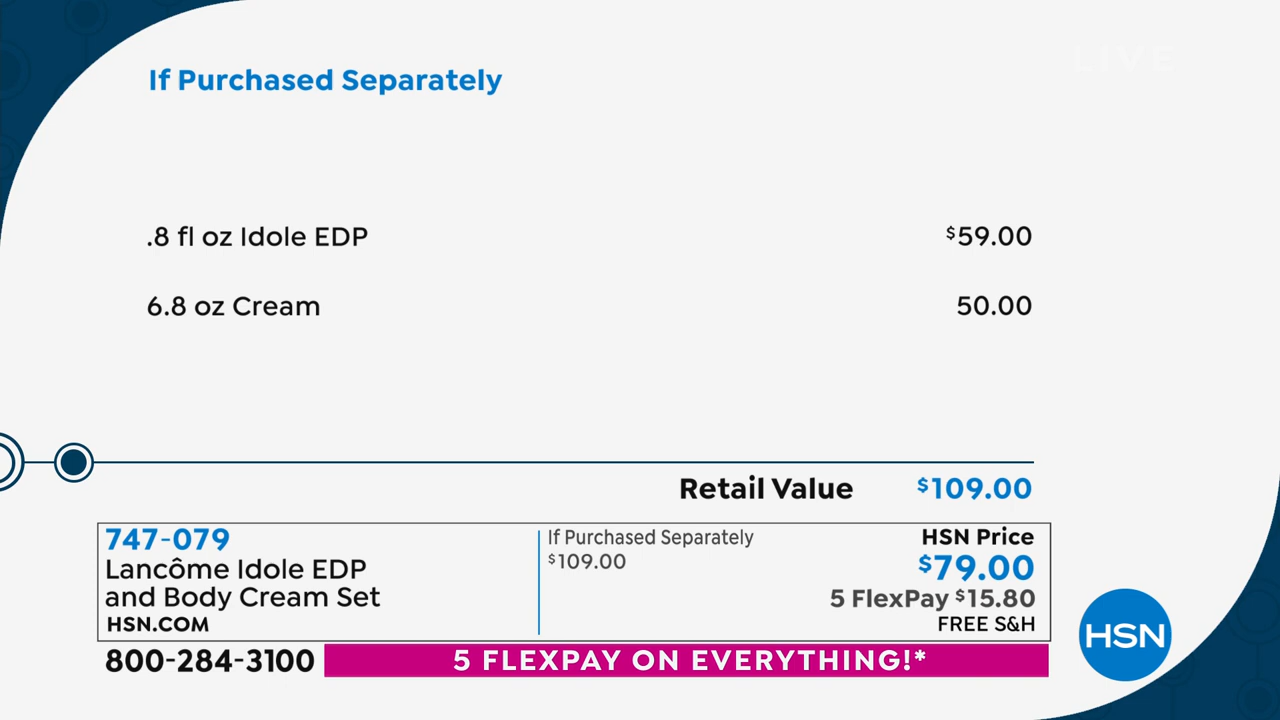 LIVE
If Purchased Separately
.8 fl oz Idole EDP $59.00
6.8 oz Cream 50.00
Retail Value $109.00
747-079
Lancôme Idole EDP
and Body Cream Set
HSN.COM
If Purchased Separately
$109.00
HSN Price
$79.00
5 FlexPay $15.80
FREE S&H
HSN
800-284-3100
5 FLEXPAY ON EVERYTHING!*